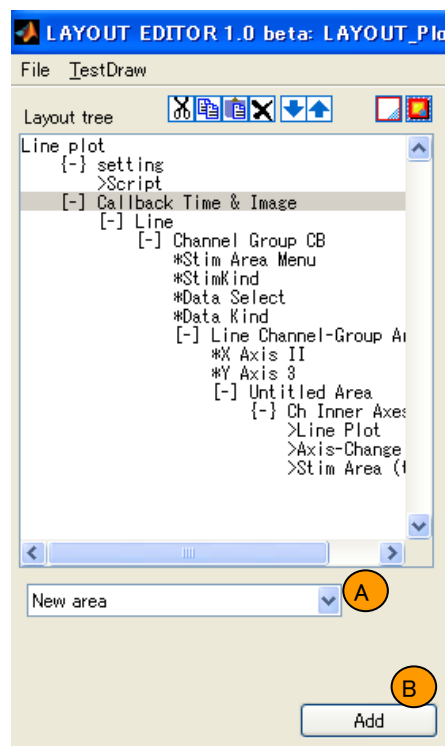 LAYOUT EDITOR 1.0 beta: LAYOUT_Plo
File TestDraw
Layout tree
Line plot
{-} setting
>Script
[-] Callback Time & Image
[-] Line
[-] Channel Group CB
*Stim Area Menu
*StimKind
*Data Select
*Data Kind
[-] Line Channel-Group Ar
*X Axis II
*Y Axis 3
[-] Untitled Area
{-} Ch Inner Axes
>Line Plot
>Axis-Change
>Stim Area (t
New area
A
B
Add